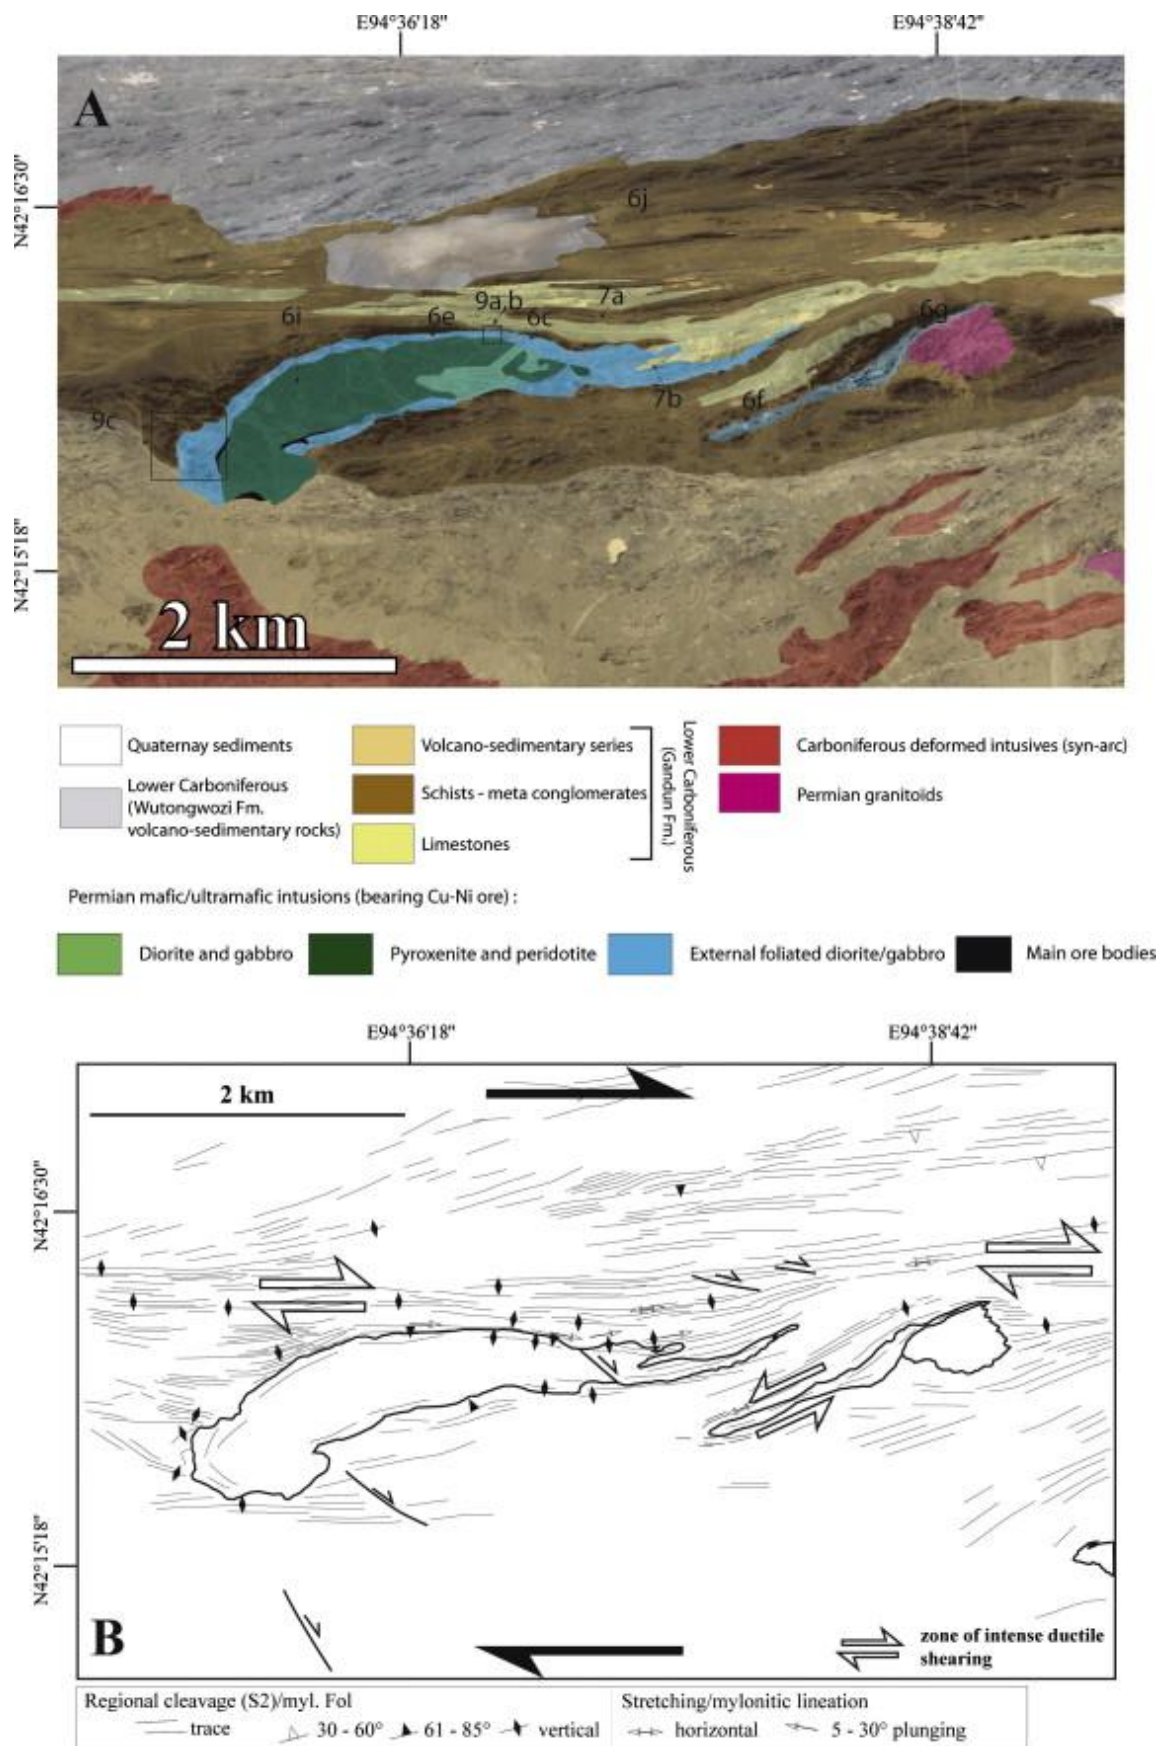 E94°36'18"
E94°38'42"
A
N42°16'30"
6j
9a,b
7a
6i
6e
6c
6g
9c
7b
6f
N42°15'18"
2 km
Quaternay sediments
Lower Carboniferous
(Wutongwozi Fm.
volcano-sedimentary rocks)
Volcano-sedimentary series
Schists - meta conglomerates
Limestones
Lower Carboniferous
(Gandun Fm.)
Carboniferous deformed intusives (syn-arc)
Permian granitoids
Permian mafic/ultramafic intusions (bearing Cu-Ni ore) :
Diorite and gabbro
Pyroxenite and peridotite
External foliated diorite/gabbro
Main ore bodies
E94°36'18"
E94°38'42"
2 km
N42°16'30"
N42°15'18"
B
zone of intense ductile
shearing
Regional cleavage (S2)/myl. Fol
Stretching/mylonitic lineation
trace
30 - 60°
61 - 85°
vertical
horizontal
5 - 30° plunging